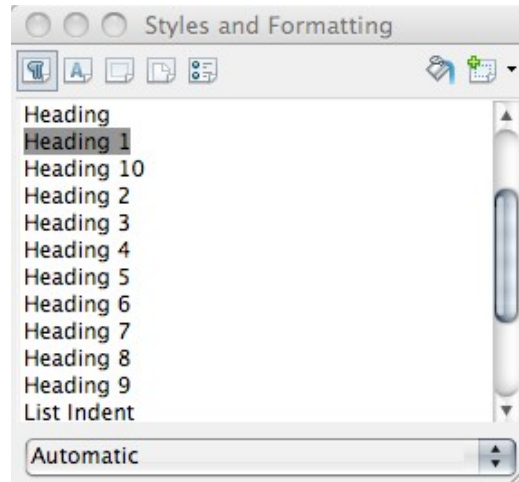 Styles and Formatting
Heading
Heading 1
Heading 10
Heading 2
Heading 3
Heading 4
Heading 5
Heading 6
Heading 7
Heading 8
Heading 9
List Indent
Automatic